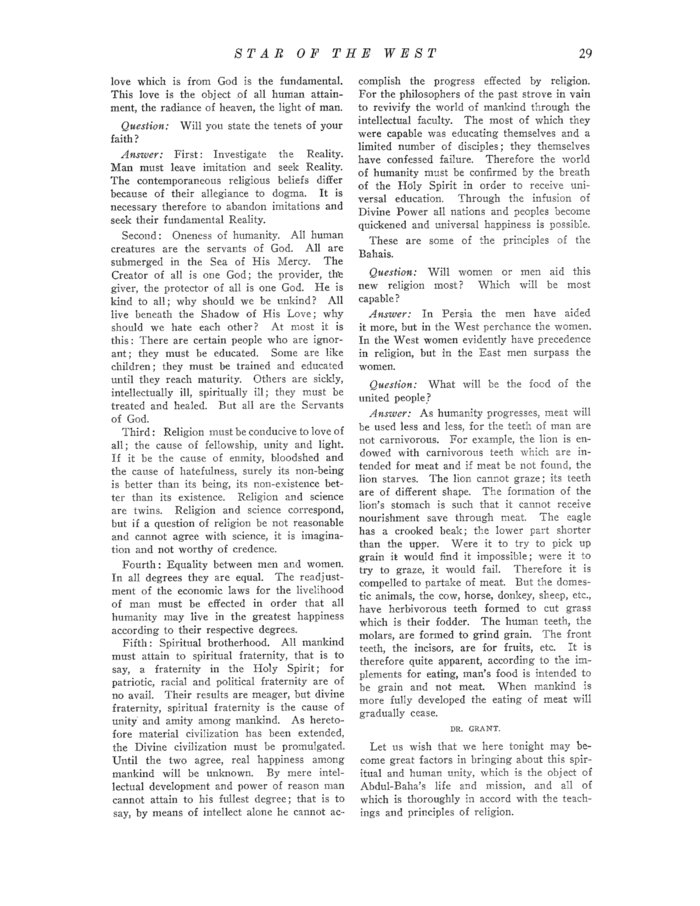 STAR OF THE WEST 29
love which is from God is the fundamental.
This love is the object of all human attain-
ment, the radiance of heaven, the light of man.
Question: Will you state the tenets of your
faith?
Answer: First: Investigate the Reality.
Man must leave imitation and seek Reality.
The contemporaneous religious beliefs differ
because of their allegiance to dogma. It is
necessary therefore to abandon imitations and
seek their fundamental Reality.
Second: Oneness of humanity. All human
creatures are the servants of God. All are
submerged in the Sea of His Mercy. The
Creator of all is one God; the provider, the
giver, the protector of all is one God. He is
kind to all; why should we be unkind? All
live beneath the Shadow of His Love; why
should we hate each other? At most it is
this: There are certain people who are ignor-
ant; they must be educated. Some are like
children; they must be trained and educated
until they reach maturity. Others are sickly,
intellectually ill, spiritually ill; they must be
treated and healed. But all are the Servants
of God.
Third: Religion must be conducive to love of
all; the cause of fellowship, unity and light.
If it be the cause of enmity, bloodshed and
the cause of hatefulness, surely its non-being
is better than its being, its non-existence bet-
ter than its existence. Religion and science
are twins. Religion and science correspond,
but if a question of religion be not reasonable
and cannot agree with science, it is imagina-
tion and not worthy of credence.
Fourth: Equality between men and women.
In all degrees they are equal. The readjust-
ment of the economic laws for the livelihood
of man must be effected in order that all
humanity may live in the greatest happiness
according to their respective degrees.
Fifth: Spiritual brotherhood. All mankind
must attain to spiritual fraternity, that is to
say, a fraternity in the Holy Spirit; for
patriotic, racial and political fraternity are of
no avail. Their results are meager, but divine
fraternity, spiritual fraternity is the cause of
unity and amity among mankind. As hereto-
fore material civilization has been extended,
the Divine civilization must be promulgated.
Until the two agree, real happiness among
mankind will be unknown. By mere intel-
lectual development and power of reason man
cannot attain to his fullest degree; that is to
say, by means of intellect alone he cannot ac-
complish the progress effected by religion.
For the philosophers of the past strove in vain
to revivify the world of mankind through the
intellectual faculty. The most of which they
were capable was educating themselves and a
limited number of disciples; they themselves
have confessed failure. Therefore the world
of humanity must be confirmed by the breath
of the Holy Spirit in order to receive uni-
versal education. Through the infusion of
Divine Power all nations and peoples become
quickened and universal happiness is possible.
These are some of the principles of the
Bahais.
Question: Will women or men aid this
new religion most? Which will be most
capable?
Answer: In Persia the men have aided
it more, but in the West perchance the women.
In the West women evidently have precedence
in religion, but in the East men surpass the
women.
Question: What will be the food of the
united people?
Answer: As humanity progresses, meat will
be used less and less, for the teeth of man are
not carnivorous. For example, the lion is en-
dowed with carnivorous teeth which are in-
tended for meat and if meat be not found, the
lion starves. The lion cannot graze; its teeth
are of different shape. The formation of the
lion's stomach is such that it cannot receive
nourishment save through meat. The eagle
has a crooked beak; the lower part shorter
than the upper. Were it to try to pick up
grain it would find it impossible; were it to
try to graze, it would fail. Therefore it is
compelled to partake of meat. But the domes-
tic animals, the cow, horse, donkey, sheep, etc.,
have herbivorous teeth formed to cut grass
which is their fodder. The human teeth, the
molars, are formed to grind grain. The front
teeth, the incisors, are for fruits, etc. It is
therefore quite apparent, according to the im-
plements for eating, man's food is intended to
be grain and not meat. When mankind is
more fully developed the eating of meat will
gradually cease.
DR. GRANT.
Let us wish that we here tonight may be-
come great factors in bringing about this spir-
itual and human unity, which is the object of
Abdul-Baha's life and mission, and all of
which is thoroughly in accord with the teach-
ings and principles of religion.